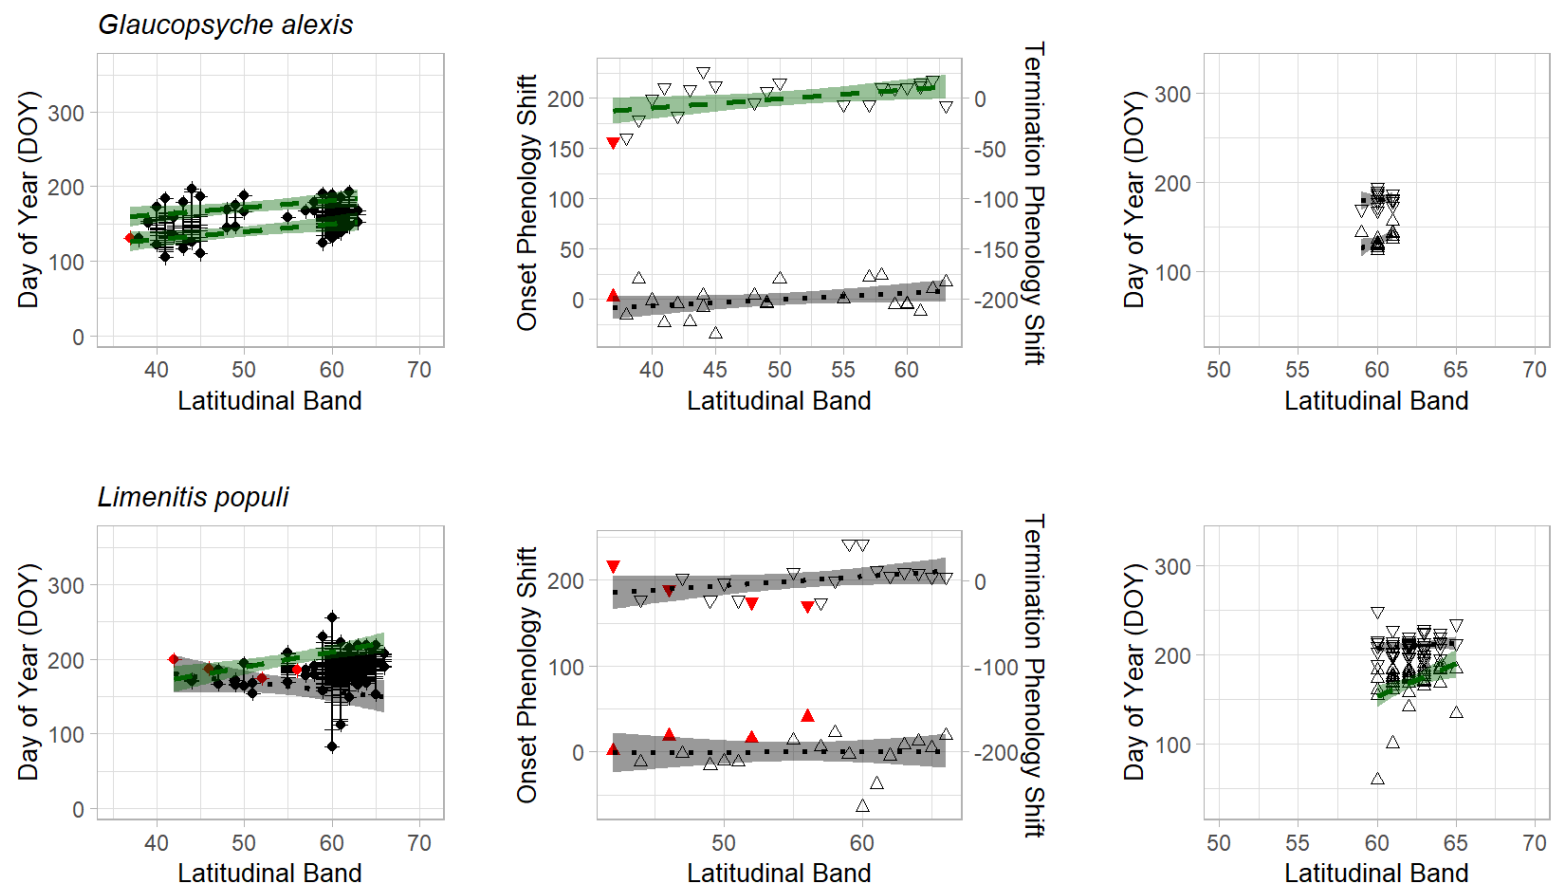 Glaucopsyche alexis
Day of Year (DOY)
300
200
100
0
40 50 60 70
Latitudinal Band
Onset Phenology Shift
200
150
100
50
0
0
-50
-100
-150
-200
Termination Phenology Shift
40 45 50 55 60
Latitudinal Band
Day of Year (DOY)
300
200
100
50 55 60 65 70
Latitudinal Band
Limenitis populi
Day of Year (DOY)
300
200
100
0
40 50 60 70
Latitudinal Band
Onset Phenology Shift
200
100
0
0
-100
-200
Termination Phenology Shift
50 60
Latitudinal Band
Day of Year (DOY)
300
200
100
50 55 60 65 70
Latitudinal Band